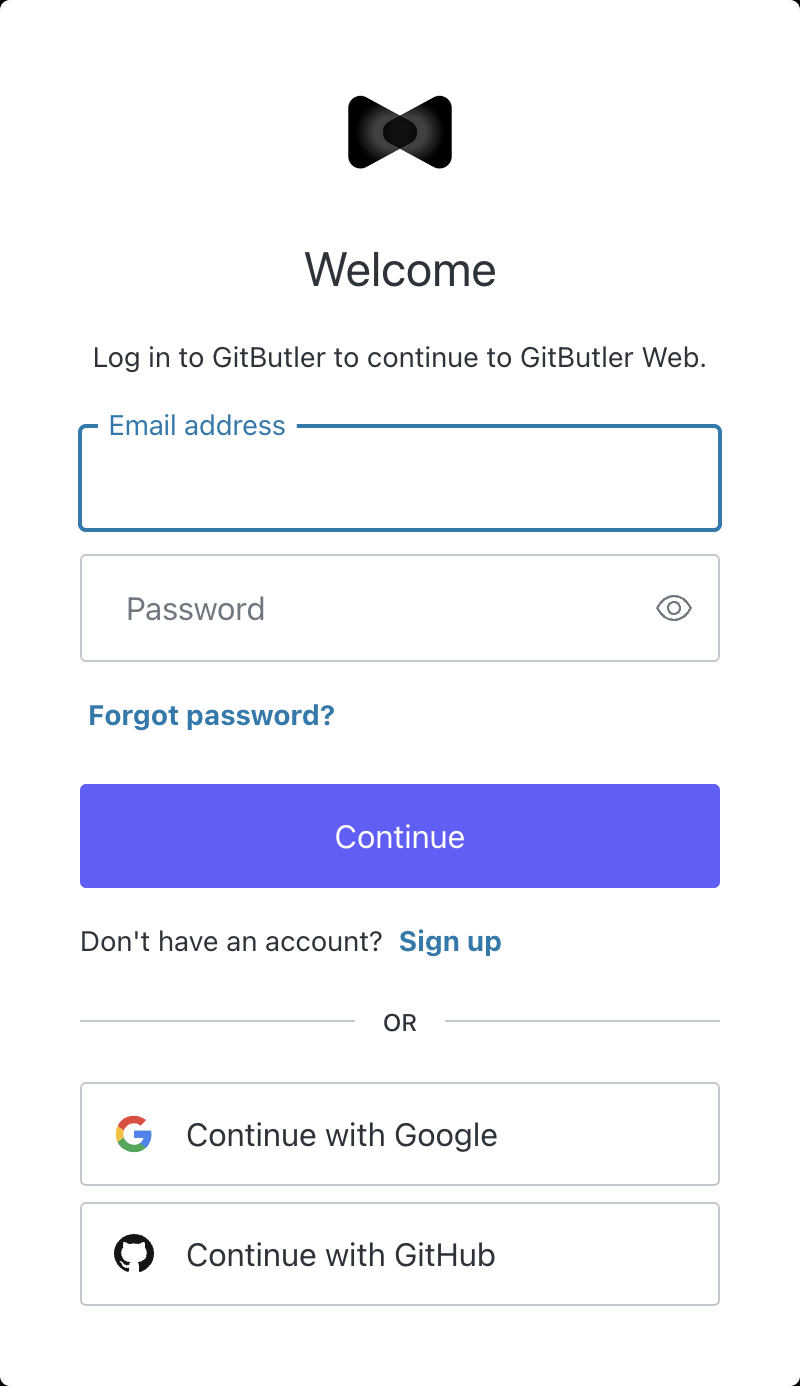 Welcome
Log in to GitButler to continue to GitButler Web.
Email address
Password
Forgot password?
Continue
Don't have an account? Sign up
OR
Continue with Google
Continue with GitHub